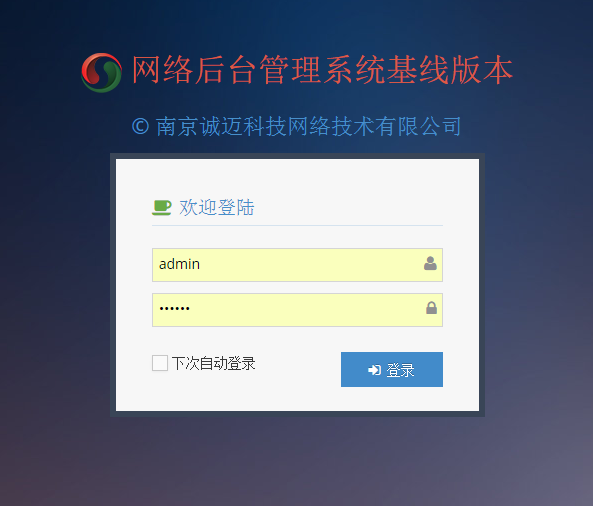 网络后台管理系统基线版本
© 南京诚迈科技网络技术有限公司
欢迎登陆
admin
••••••
下次自动登录
登录